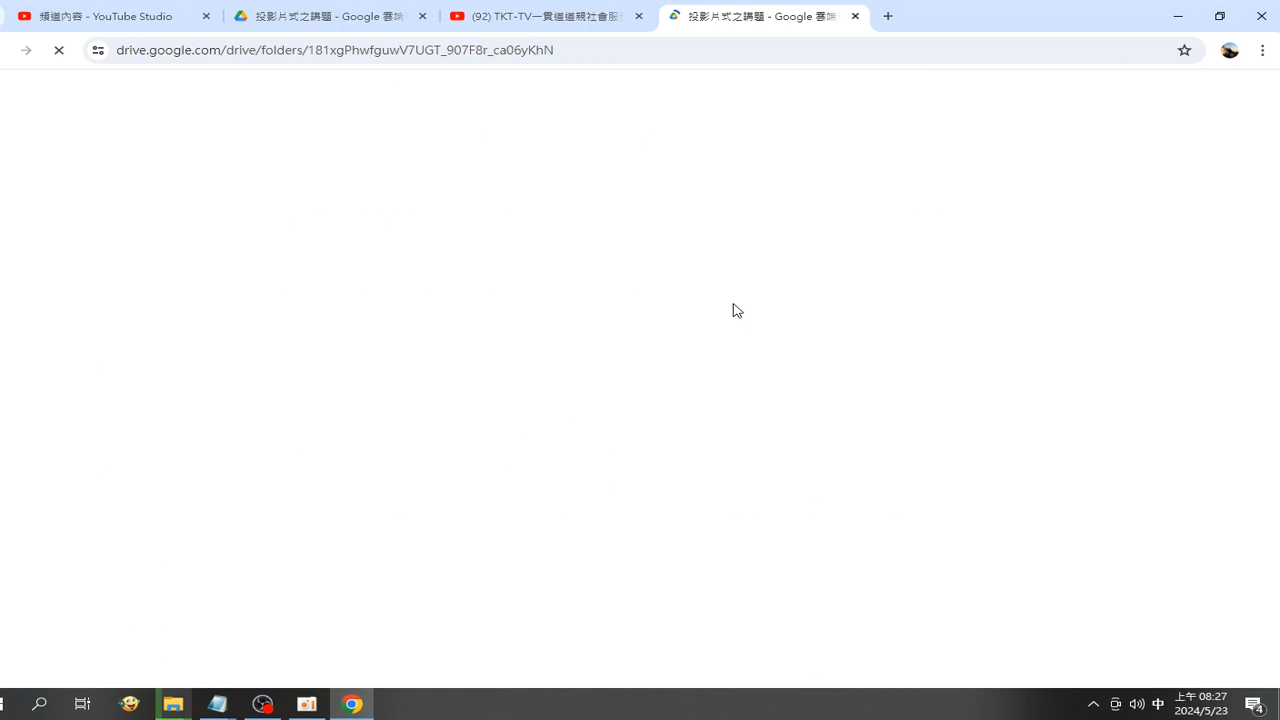 頻道內容 - YouTube Studio
投影片式之講題 - Google 雲端
(92) TKT-TV一貫道道親社會服
投影片式之講題 - Google 雲端
drive.google.com/drive/folders/181xgPhwfguwV7UGT_907F8r_ca06yKhN
中
上午 08:27
2024/5/23
4